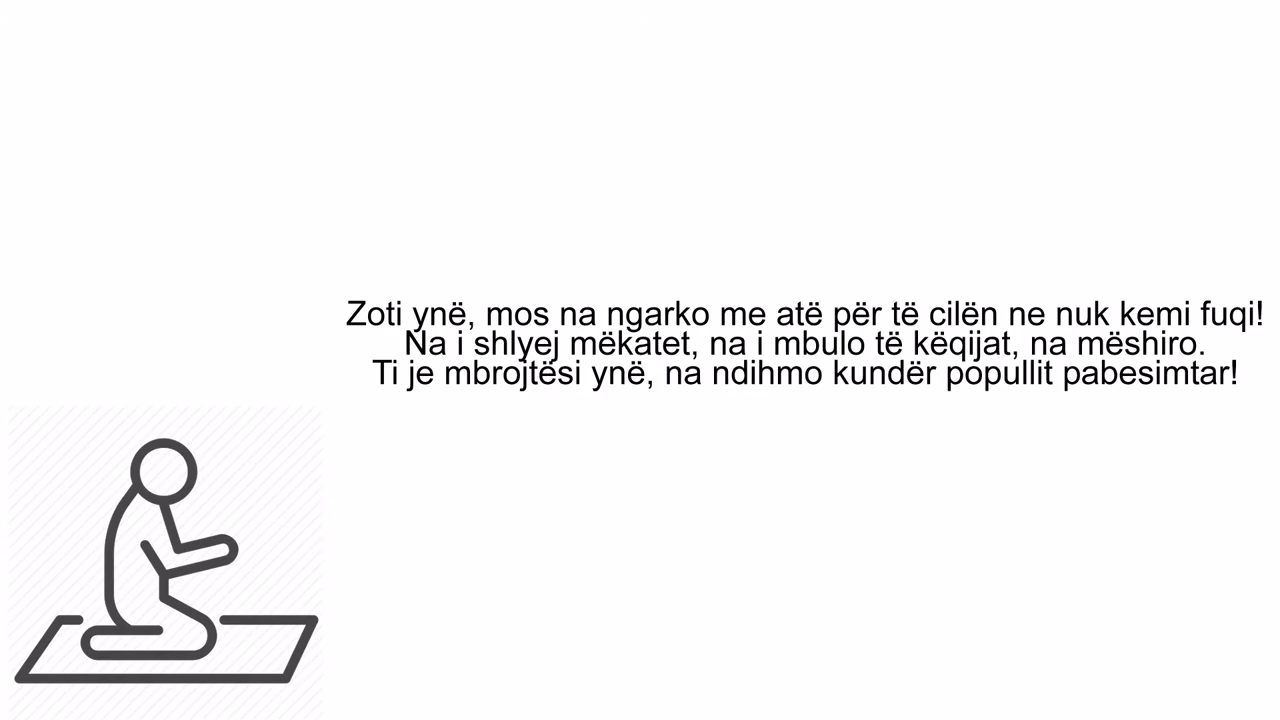 Zoti ynë, mos na ngarko me atë për të cilën ne nuk kemi fuqi!
Na i shlyej mëkatet, na i mbulo të këqijat, na mëshiro.
Ti je mbrojtësi ynë, na ndihmo kundër popullit pabesimtar!